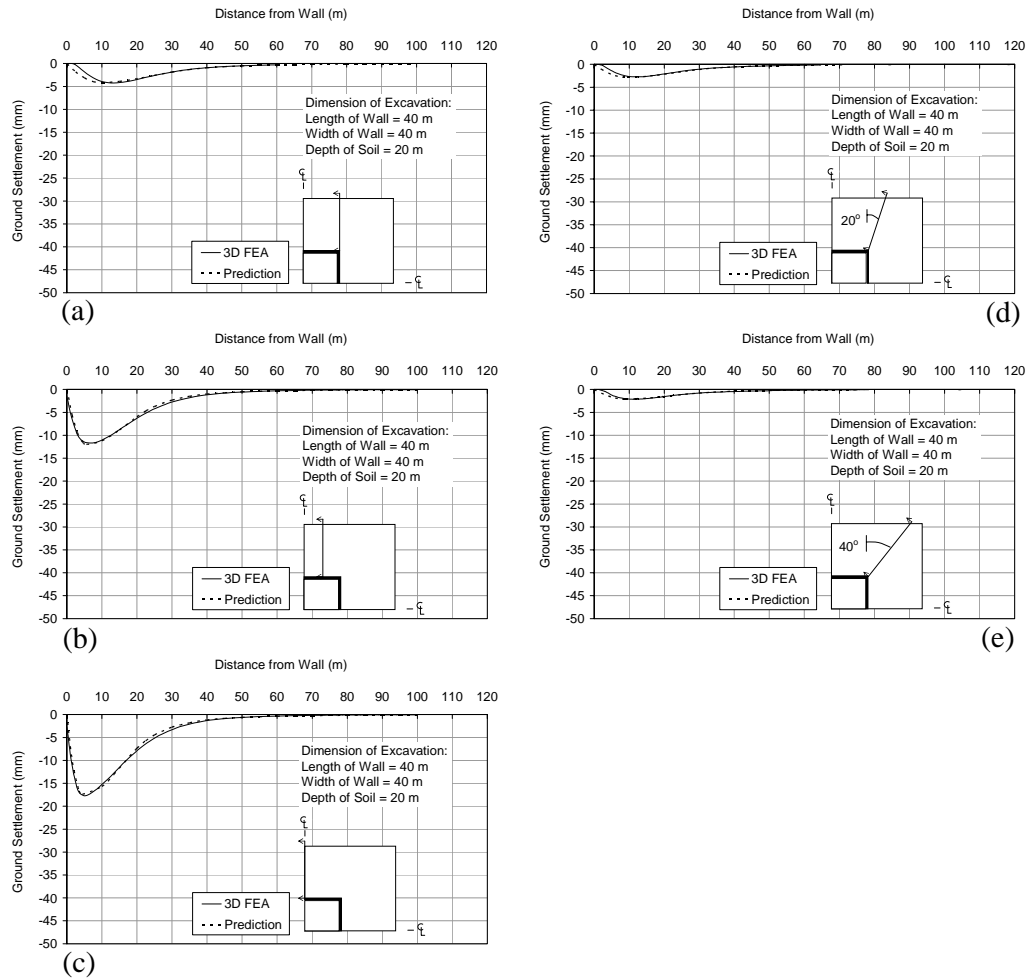 Distance from Wall (m)
0 10 20 30 40 50 60 70 80 90 100 110 120
Ground Settlement (mm)
0
-5
-10
-15
-20
-25
-30
-35
-40
-45
-50
Dimension of Excavation:
Length of Wall = 40 m
Width of Wall = 40 m
Depth of Soil = 20 m
℄
3D FEA
Prediction
℄
(a)
Distance from Wall (m)
0 10 20 30 40 50 60 70 80 90 100 110 120
Ground Settlement (mm)
0
-5
-10
-15
-20
-25
-30
-35
-40
-45
-50
Dimension of Excavation:
Length of Wall = 40 m
Width of Wall = 40 m
Depth of Soil = 20 m
℄
20°
3D FEA
Prediction
℄
(d)
Distance from Wall (m)
0 10 20 30 40 50 60 70 80 90 100 110 120
Ground Settlement (mm)
0
-5
-10
-15
-20
-25
-30
-35
-40
-45
-50
Dimension of Excavation:
Length of Wall = 40 m
Width of Wall = 40 m
Depth of Soil = 20 m
℄
3D FEA
Prediction
℄
(b)
Distance from Wall (m)
0 10 20 30 40 50 60 70 80 90 100 110 120
Ground Settlement (mm)
0
-5
-10
-15
-20
-25
-30
-35
-40
-45
-50
Dimension of Excavation:
Length of Wall = 40 m
Width of Wall = 40 m
Depth of Soil = 20 m
℄
40°
3D FEA
Prediction
℄
(e)
Distance from Wall (m)
0 10 20 30 40 50 60 70 80 90 100 110 120
Ground Settlement (mm)
0
-5
-10
-15
-20
-25
-30
-35
-40
-45
-50
Dimension of Excavation:
Length of Wall = 40 m
Width of Wall = 40 m
Depth of Soil = 20 m
℄
3D FEA
Prediction
℄
(c)